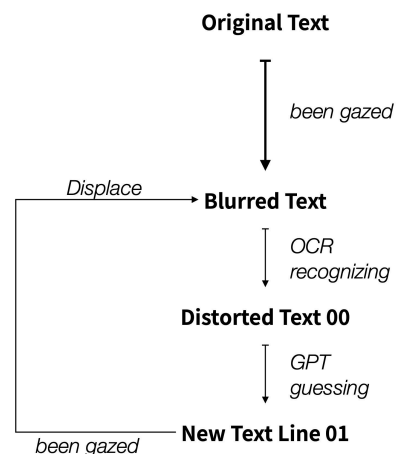 Original Text
been gazed
Displace
Blurred Text
OCR
recognizing
Distorted Text 00
GPT
guessing
New Text Line 01
been gazed